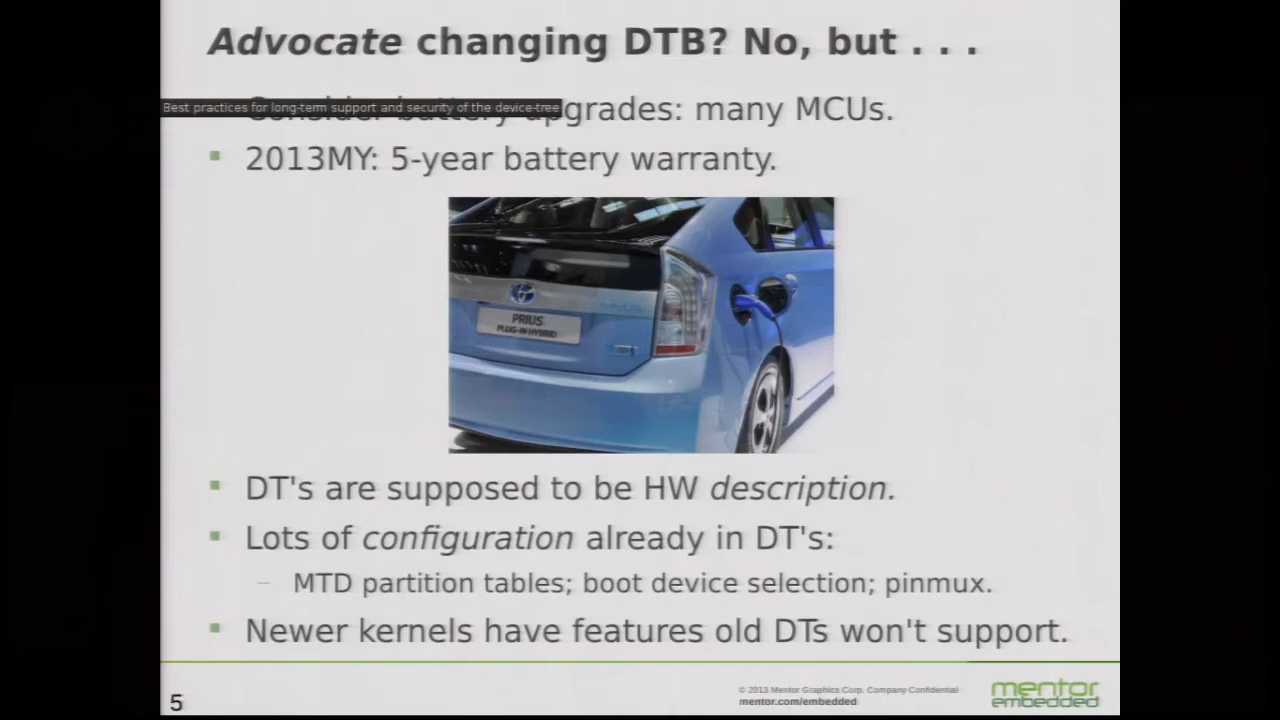 Advocate changing DTB? No, but . . .
Best practices for long-term support and security of the device-tree
Consider battery upgrades: many MCUs.
2013MY: 5-year battery warranty.
PRIUS
PLUG-IN HYBRID
DT's are supposed to be HW description.
Lots of configuration already in DT's:
– MTD partition tables; boot device selection; pinmux.
Newer kernels have features old DTs won't support.
5
© 2013 Mentor Graphics Corp. Company Confidential
mentor.com/embedded
mentor
embedded